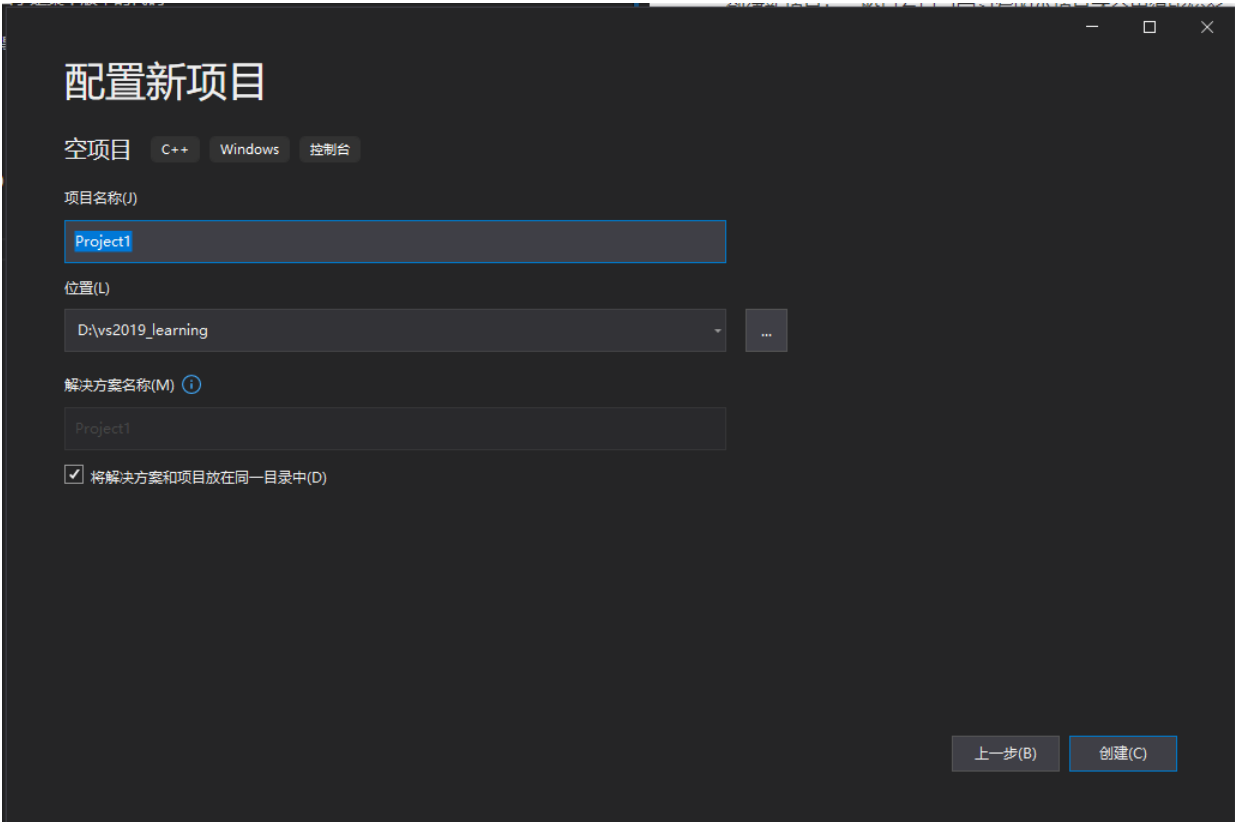 配置新项目
空项目 C++ Windows 控制台
项目名称(J)
Project1
位置(L)
D:\vs2019_learning
...
解决方案名称(M)
Project1
将解决方案和项目放在同一目录中(D)
上一步(B) 创建(C)